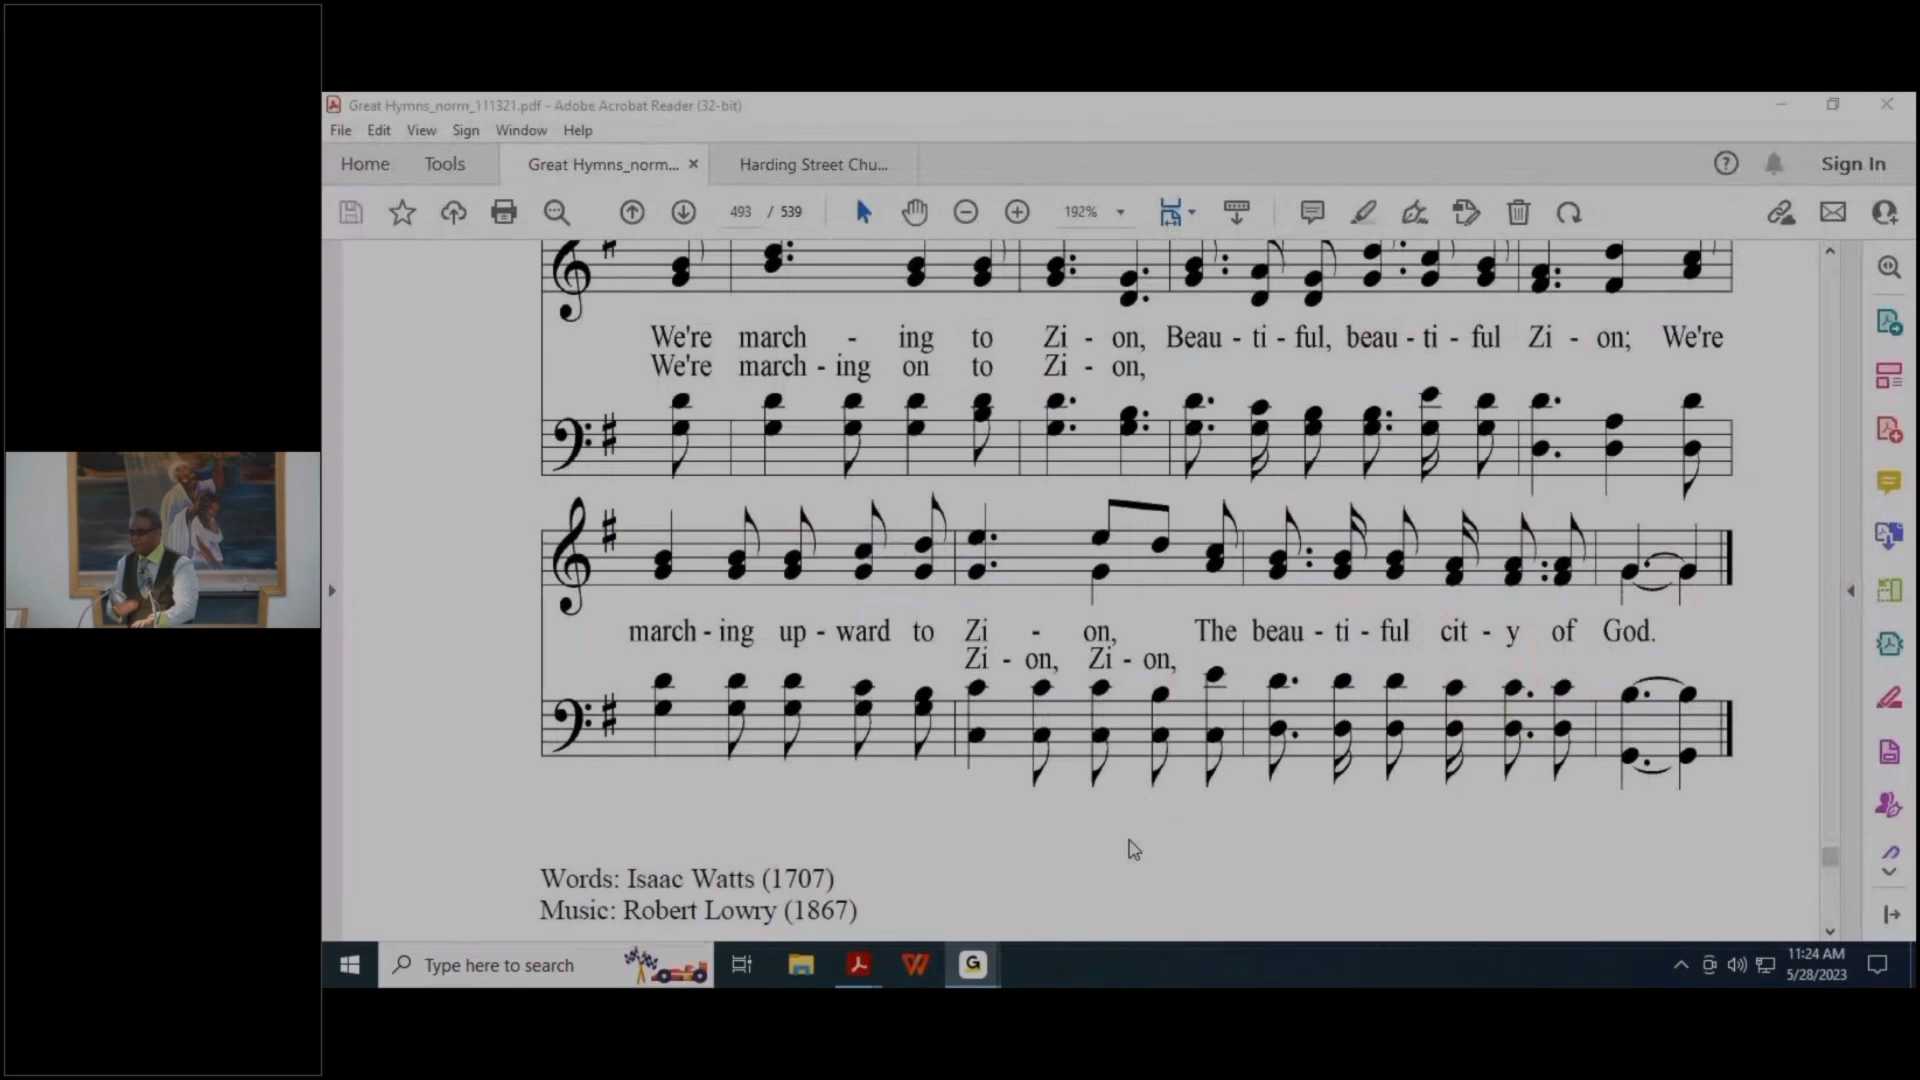 Great Hymns_norm_111321.pdf - Adobe Acrobat Reader (32-bit)
File Edit View Sign Window Help
Home Tools Great Hymns_norm... × Harding Street Chu... Sign In
493 / 539 192%
We're march - ing to Zi - on, Beau - ti - ful, beau - ti - ful Zi - on; We're
We're march - ing on to Zi - on,
march - ing up - ward to Zi - on, The beau - ti - ful cit - y of God.
Zi - on, Zi - on,
Words: Isaac Watts (1707)
Music: Robert Lowry (1867)
Type here to search
11:24 AM
5/28/2023